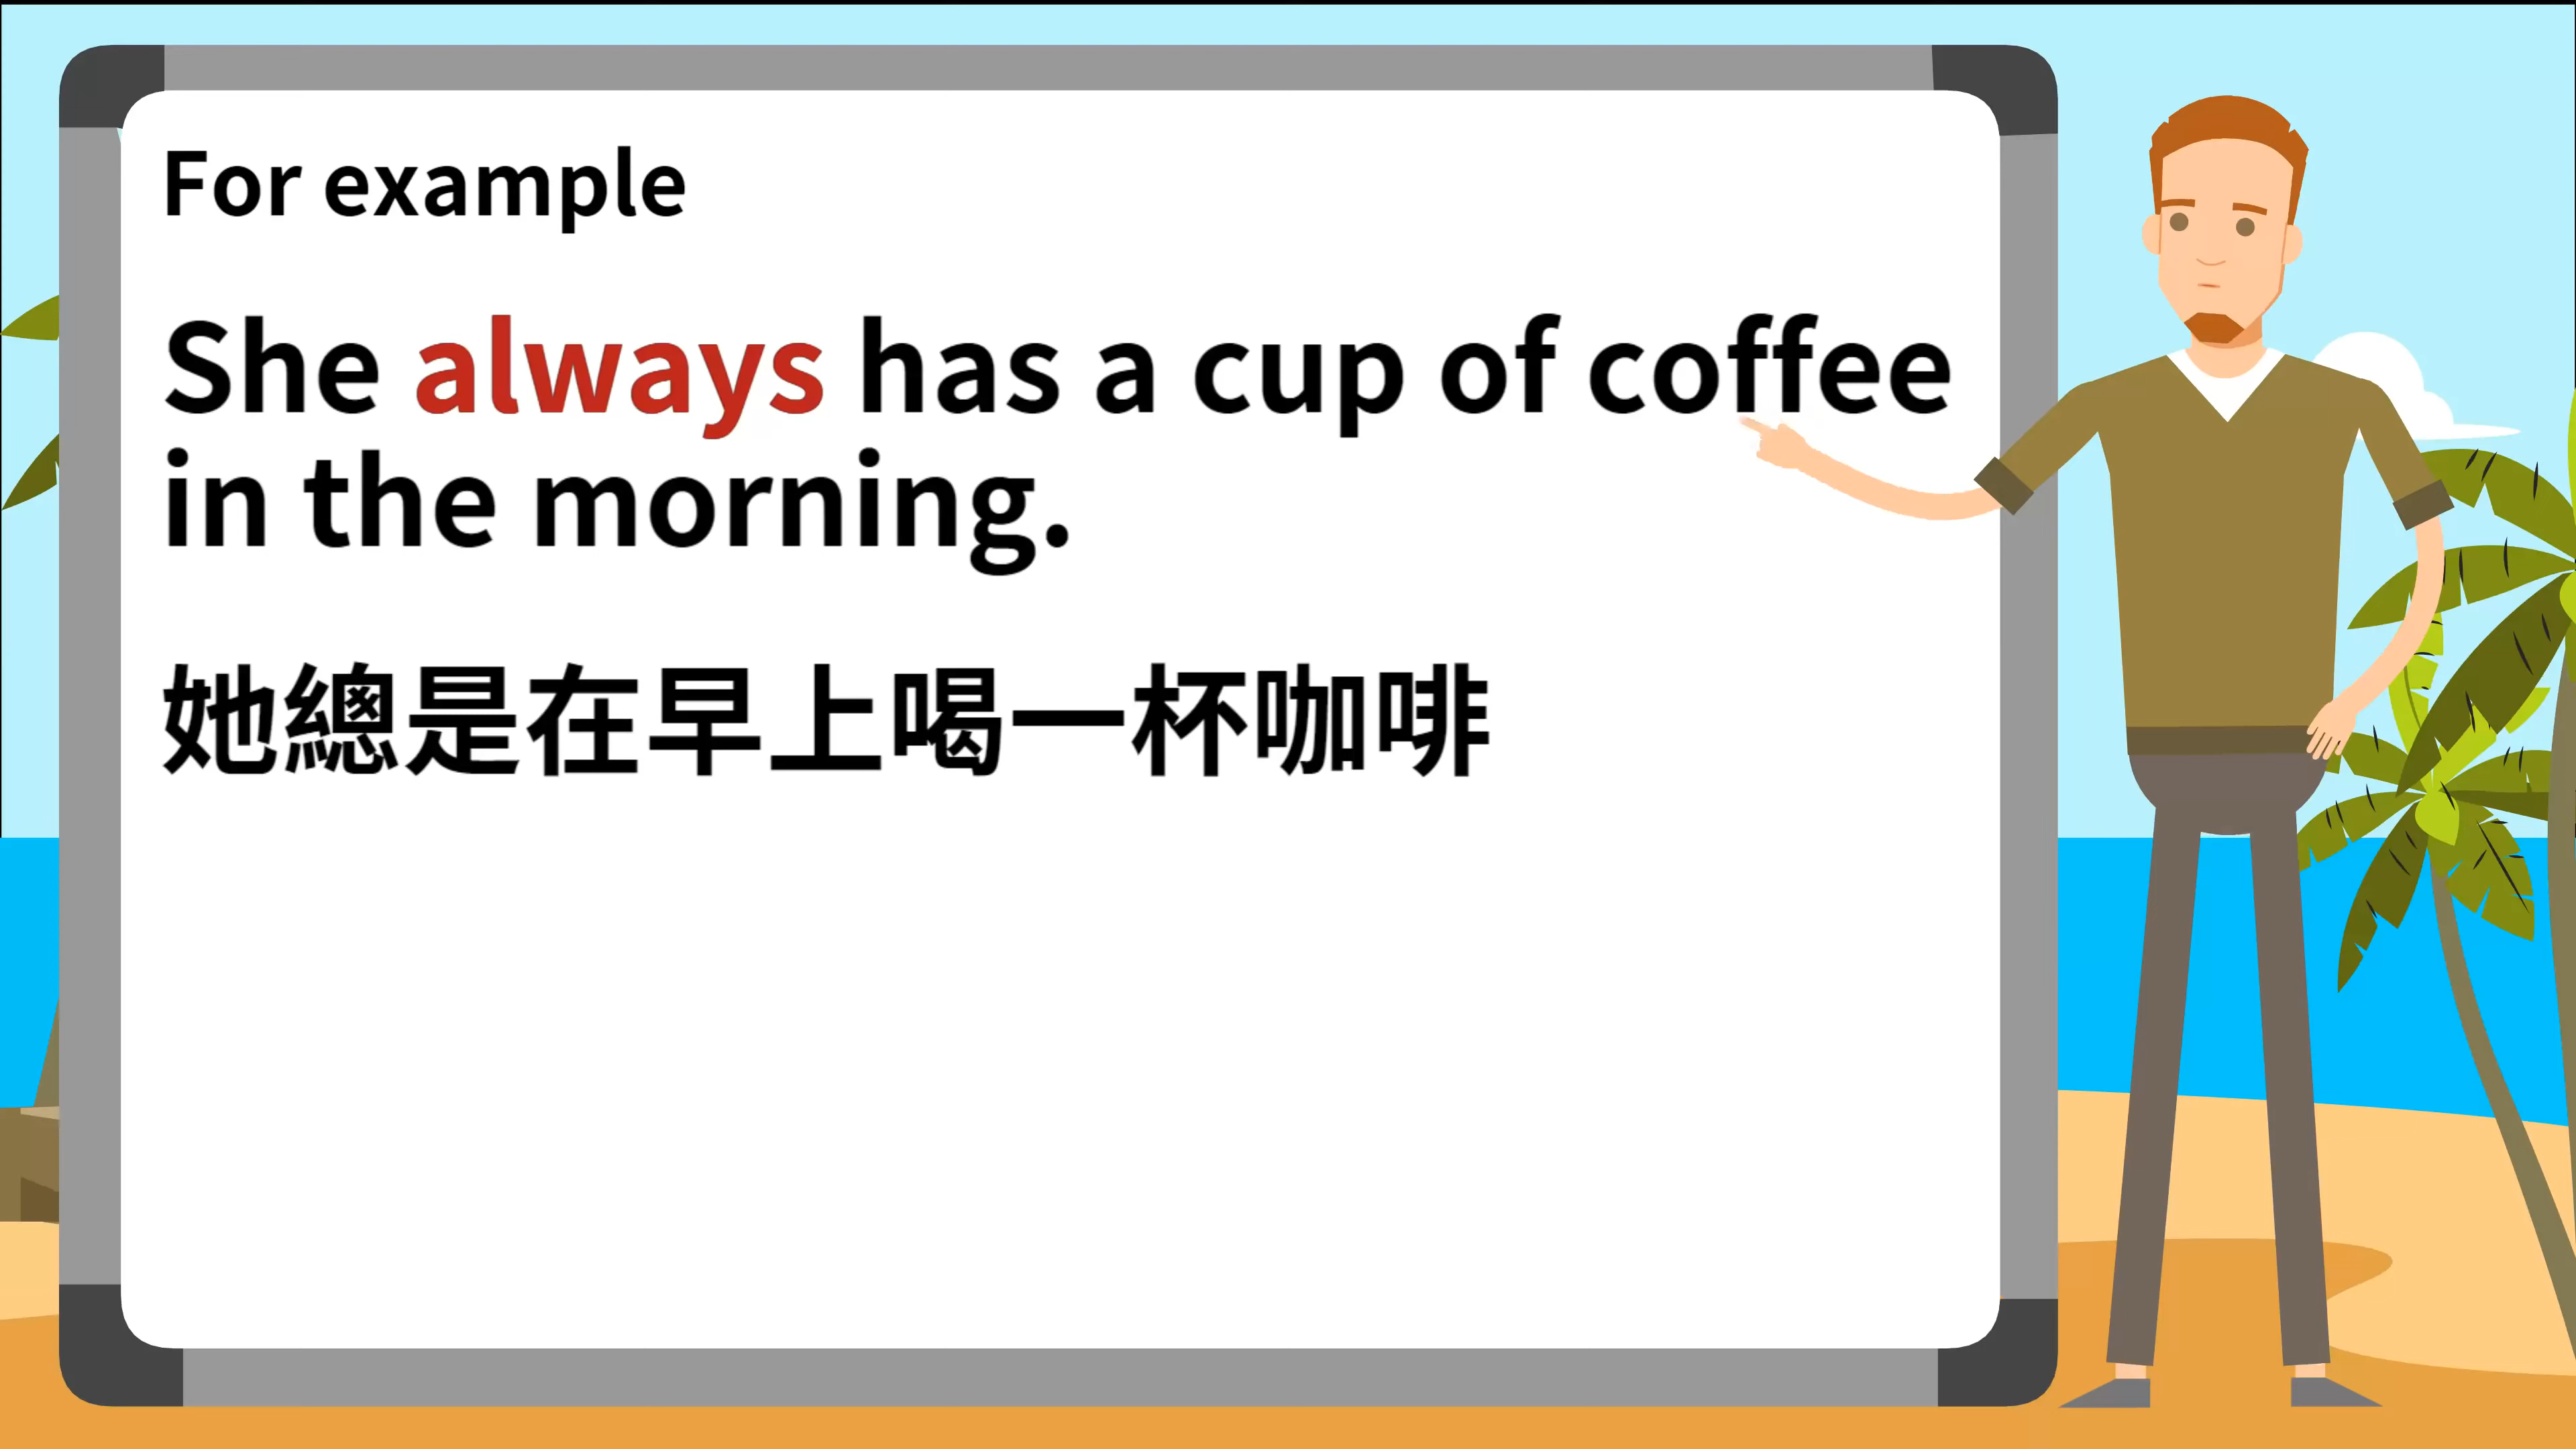 For example
She always has a cup of coffee
in the morning.
她總是在早上喝一杯咖啡